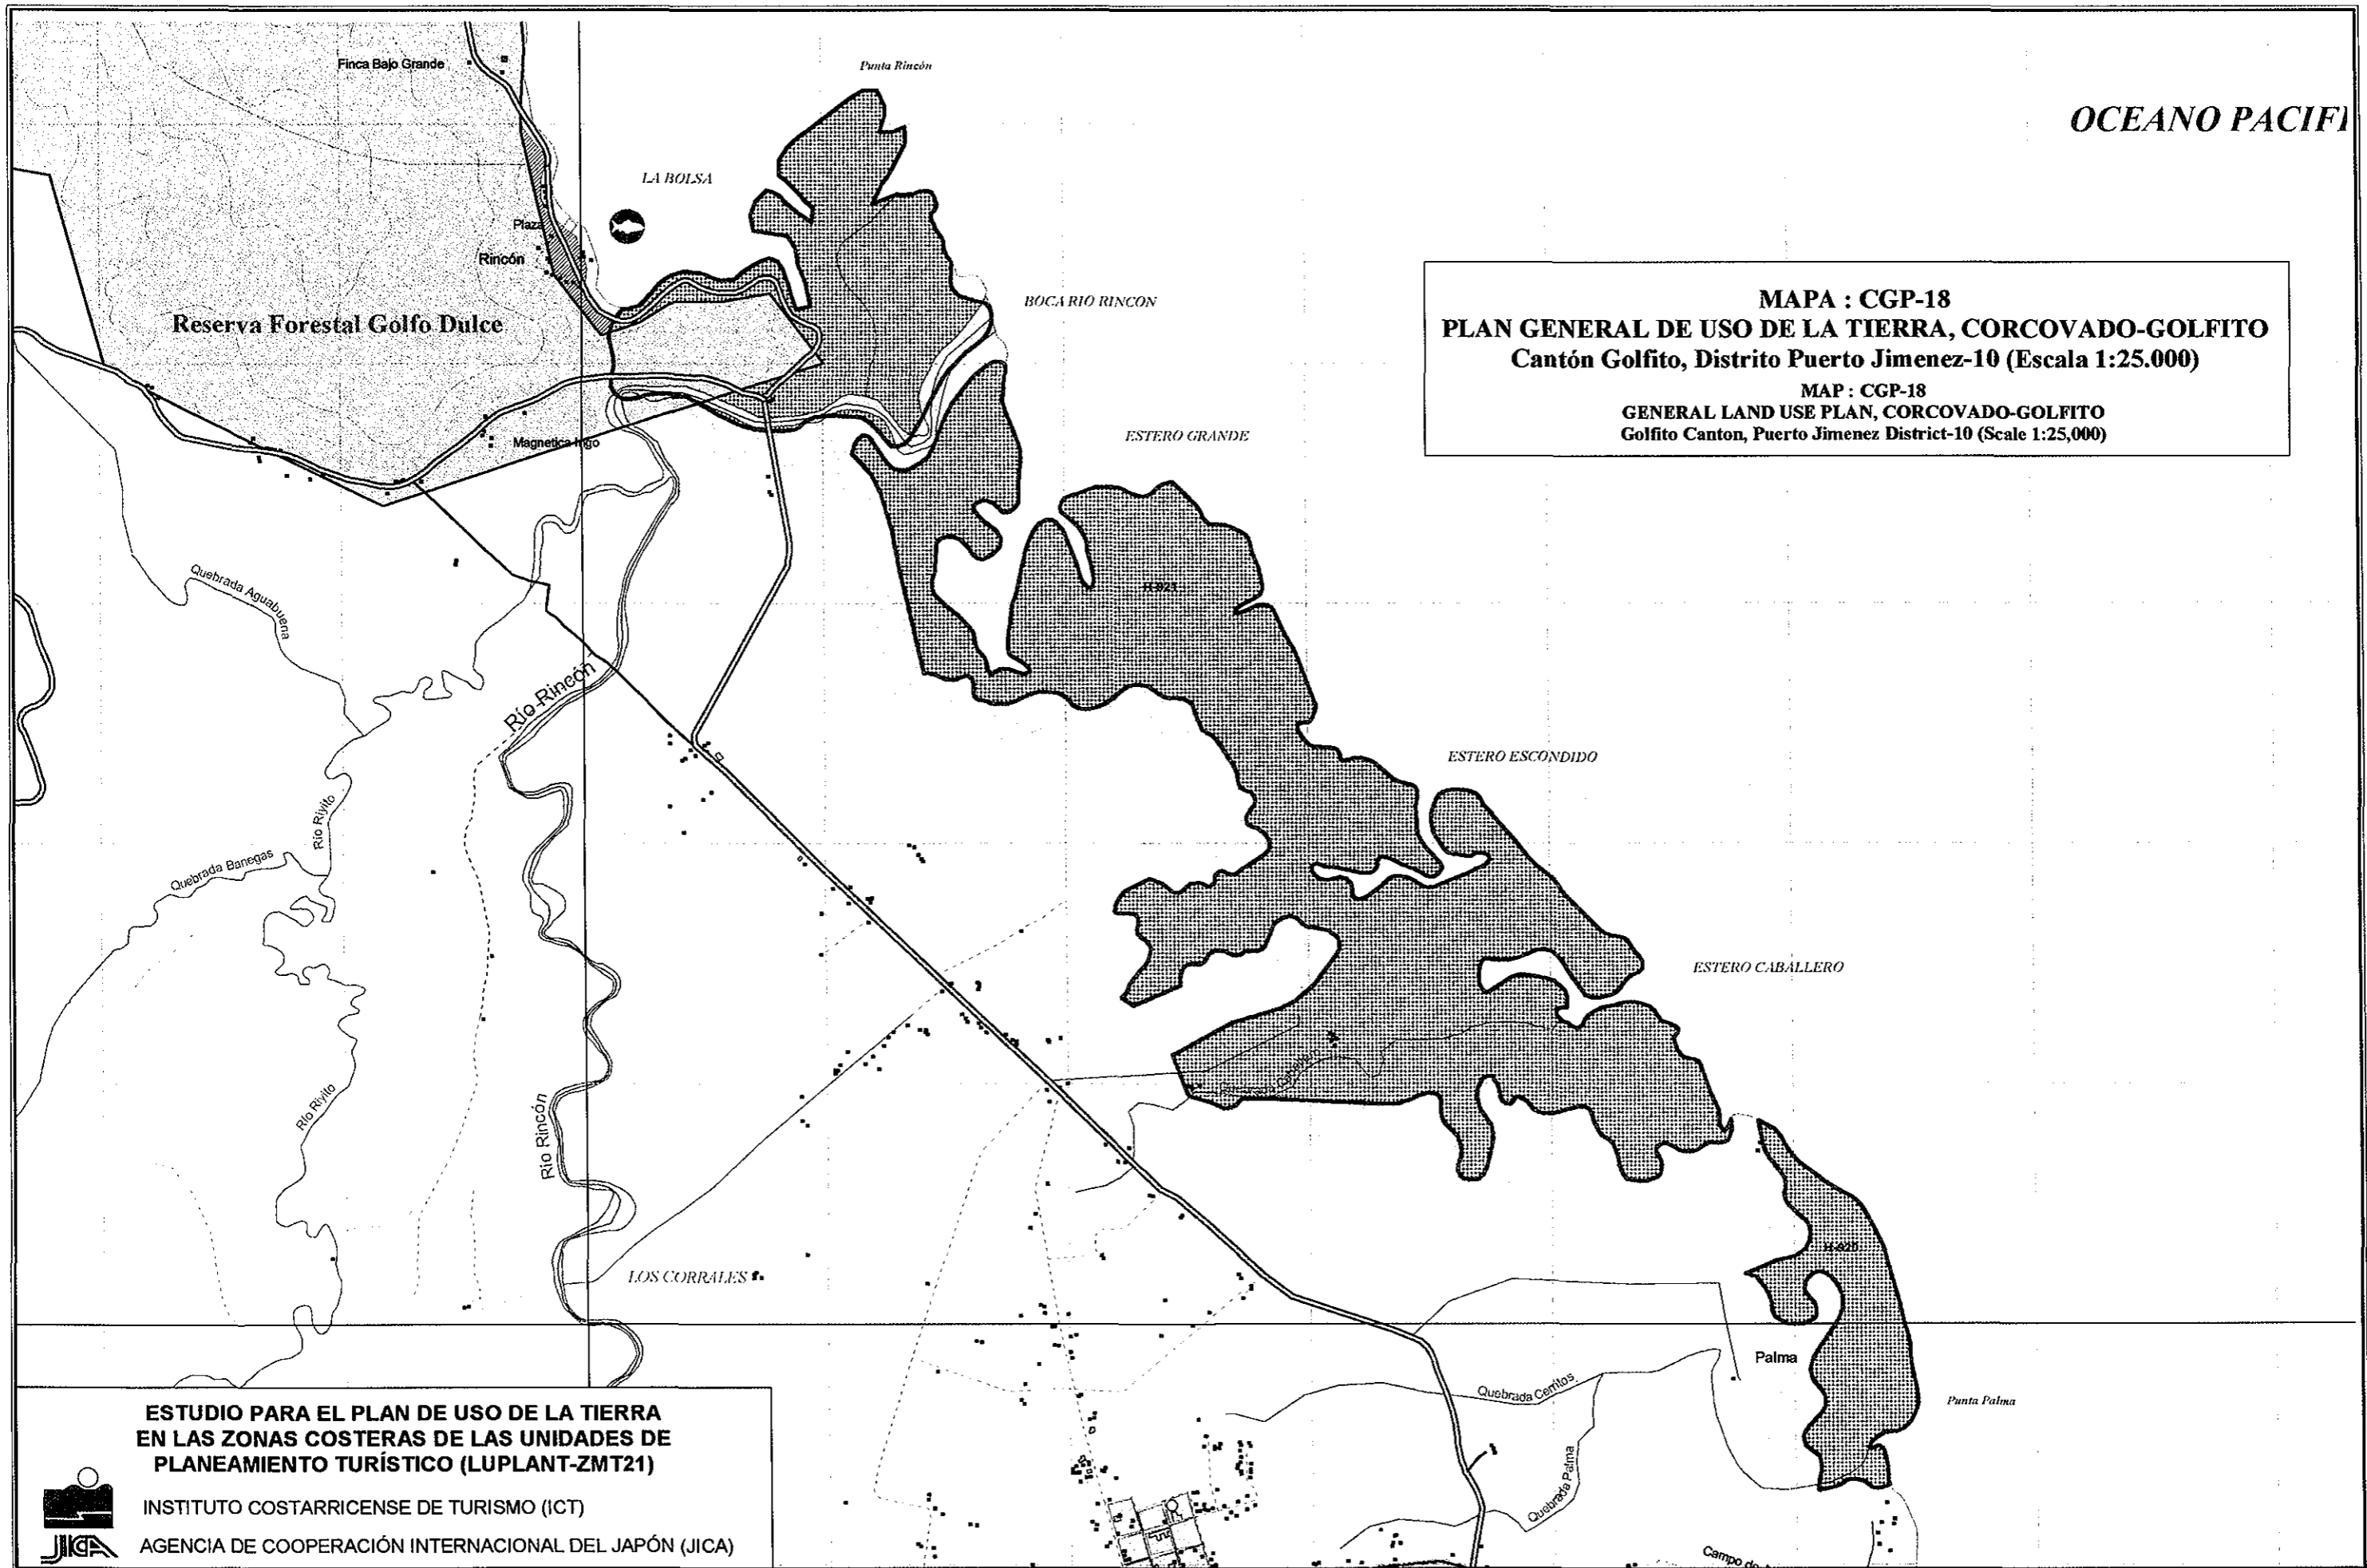 Finca Bajo Grande
Punta Rincón
OCEANO PACIFI
LA BOLSA
Plaza
Rincón
BOCA RIO RINCON
Reserva Forestal Golfo Dulce
MAPA : CGP-18
PLAN GENERAL DE USO DE LA TIERRA, CORCOVADO-GOLFITO
Cantón Golfito, Distrito Puerto Jimenez-10 (Escala 1:25.000)
MAP : CGP-18
GENERAL LAND USE PLAN, CORCOVADO-GOLFITO
Golfito Canton, Puerto Jimenez District-10 (Scale 1:25,000)
ESTERO GRANDE
Magnetica
Quebrada Aguabuena
Río Rincón
ESTERO ESCONDIDO
Río Riyito
Quebrada Banegas
ESTERO CABALLERO
Río Riyito
Río Rincón
LOS CORRALES
Palma
Quebrada Cerritos
Punta Palma
Quebrada Palma
Campo de
ESTUDIO PARA EL PLAN DE USO DE LA TIERRA
EN LAS ZONAS COSTERAS DE LAS UNIDADES DE
PLANEAMIENTO TURÍSTICO (LUPLANT-ZMT21)
INSTITUTO COSTARRICENSE DE TURISMO (ICT)
JICA
AGENCIA DE COOPERACIÓN INTERNACIONAL DEL JAPÓN (JICA)